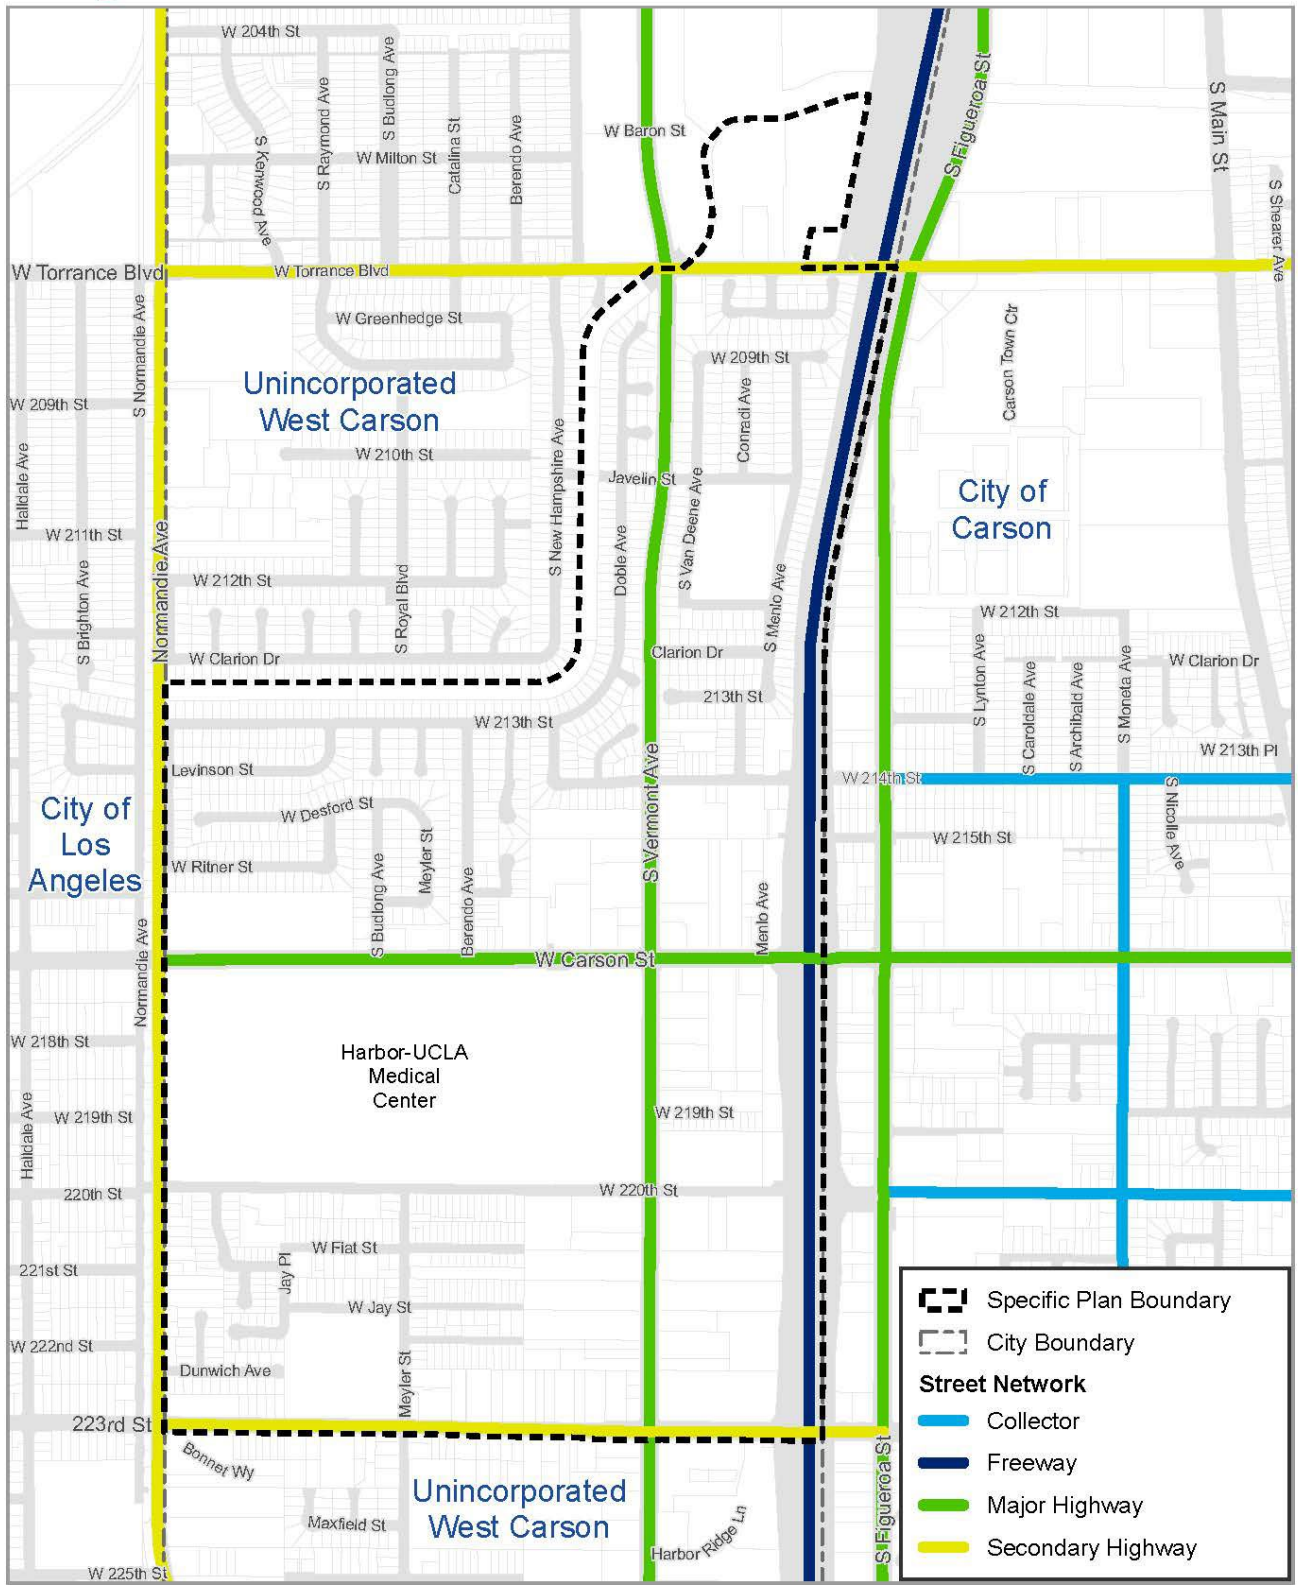 W 204th St
S Budlong Ave
S Raymond Ave
Catalina St
Berendo Ave
S Kenwood Ave
W Milton St
W Baron St
S Figueroa St
S Main St
S Shearer Ave
W Torrance Blvd
W Torrance Blvd
S Normandie Ave
W Greenhedge St
W 209th St
Conradi Ave
Carson Town Ctr
Unincorporated
West Carson
W 209th St
Halldale Ave
W 210th St
S New Hampshire Ave
Javelin St
S Van Deene Ave
City of
Carson
W 211th St
Normandie Ave
Doble Ave
S Brighton Ave
W 212th St
S Royal Blvd
S Menlo Ave
W 212th St
W Clarion Dr
Clarion Dr
S Lynton Ave
S Caroldale Ave
S Archibald Ave
S Moneta Ave
W Clarion Dr
213th St
W 213th St
W 213th Pl
Levinson St
S Vermont Ave
W 214th St
S Nicolle Ave
City of
Los
Angeles
W Desford St
Meyler St
W 215th St
W Ritner St
S Budlong Ave
Berendo Ave
Menlo Ave
Normandie Ave
W Carson St
W 218th St
Harbor-UCLA
Medical
Center
Halldale Ave
W 219th St
W 219th St
220th St
W 220th St
W Fiat St
Jay Pl
221st St
W Jay St
W 222nd St
Dunwich Ave
Meyler St
223rd St
Bonnet Wy
Unincorporated
West Carson
Maxfield St
Harbor Ridge Ln
S Figueroa St
W 225th St
Specific Plan Boundary
City Boundary
Street Network
Collector
Freeway
Major Highway
Secondary Highway